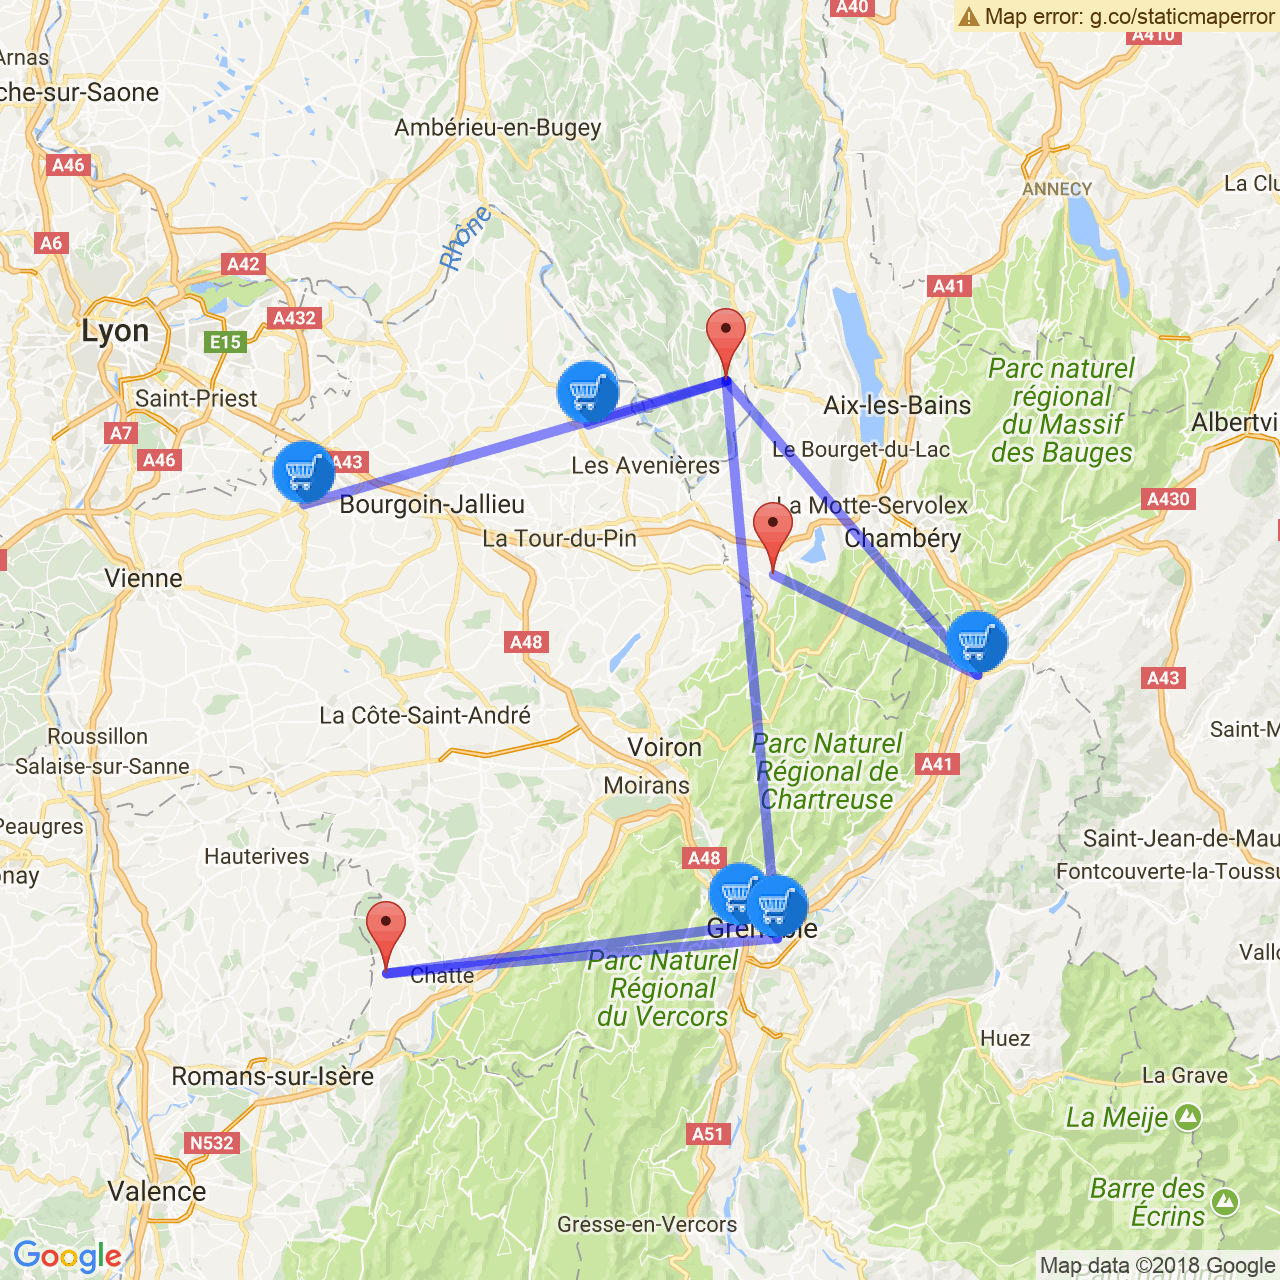 A40
Map error: g.co/staticmaperror
A410
Arnas
che-sur-Saone
Ambérieu-en-Bugey
A46
La Clu
ANNECY
Rhône
A6
A42
A41
A432
Lyon
E15
Parc naturel
régional
du Massif
des Bauges
Saint-Priest
Aix-les-Bains
Albertvi
A7
A46
A43
Le Bourget-du-Lac
Les Avenières
A430
Bourgoin-Jallieu
La Motte-Servolex
La Tour-du-Pin
Chambéry
Vienne
A48
A43
La Côte-Saint-André
Saint-M
Roussillon
Voiron
Parc Naturel
Régional de
Chartreuse
Salaise-sur-Sanne
A41
Moirans
Peaugres
Saint-Jean-de-Mau
Hauterives
A48
onay
Fontcouverte-la-Toussu
Grenoble
Vallo
Chatte
Parc Naturel
Régional
du Vercors
Huez
Romans-sur-Isère
La Grave
La Meije
N532
A51
Valence
Barre des
Écrins
Gresse-en-Vercors
Google
Map data ©2018 Google